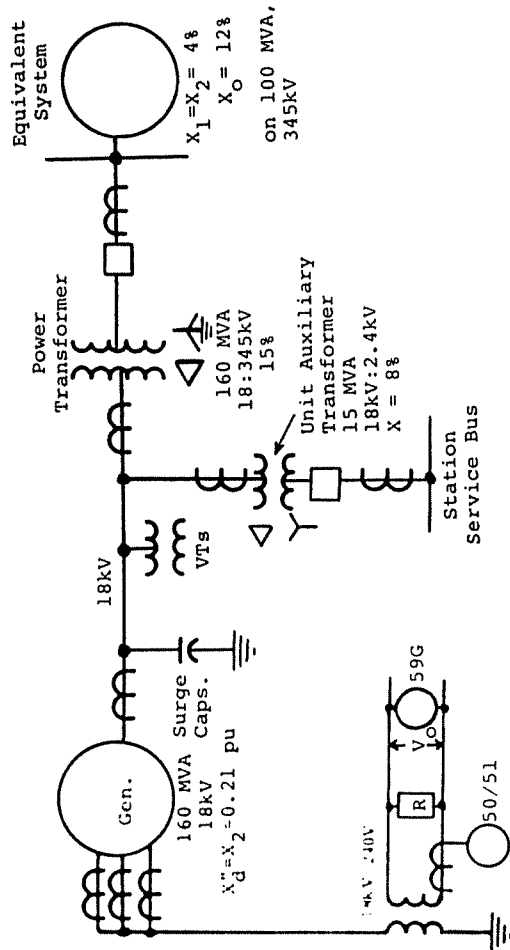 Equivalent
System
X1=X2= 4%
Xo = 12%
on 100 MVA,
345kV
Power
Transformer
160 MVA
18:345kV
15%
Unit Auxiliary
Transformer
15 MVA
18kV:2.4kV
X = 8%
Station
Service Bus
VTs
18kV
Surge
Caps.
Gen.
160 MVA
18kV
X"d=X2=0.21 pu
240V
R
Vo
59G
50/51